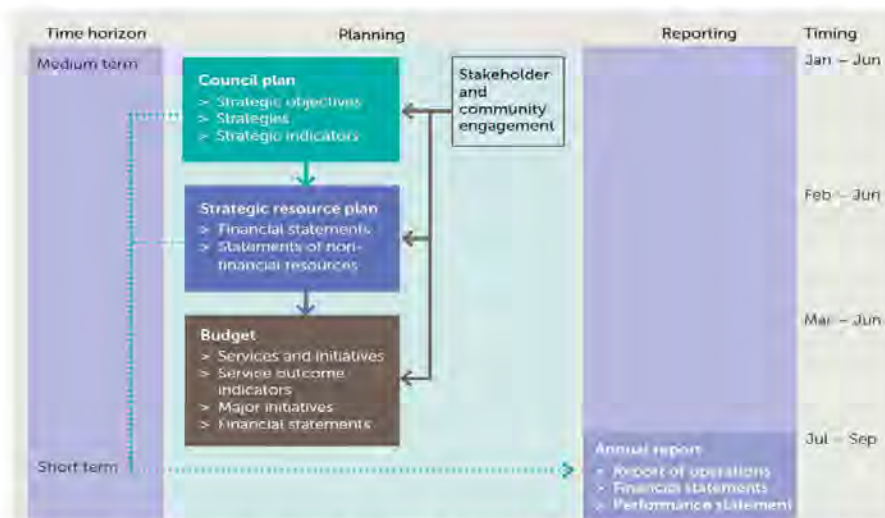 Time horizon
Planning
Reporting
Timing
Medium term
Jan – Jun
Council plan
> Strategic objectives
> Strategies
> Strategic indicators
Stakeholder
and
community
engagement
Feb – Jun
Strategic resource plan
> Financial statements
> Statements of non-
financial resources
Mar – Jun
Budget
> Services and initiatives
> Service outcome
indicators
> Major initiatives
> Financial statements
Jul – Sep
Short term
Annual report
> Report of operations
> Financial statements
> Performance statement